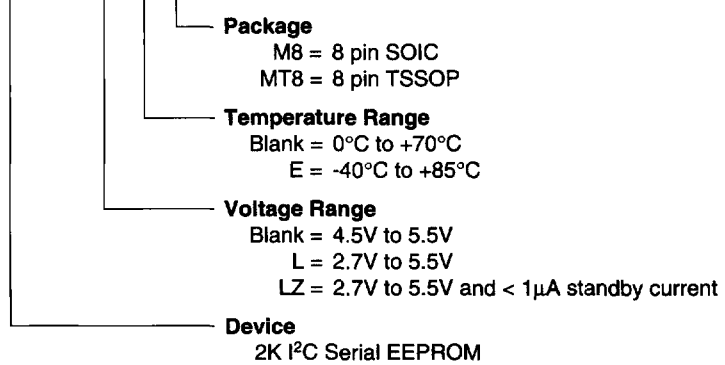 Package
M8 = 8 pin SOIC
MT8 = 8 pin TSSOP
Temperature Range
Blank = 0°C to +70°C
E = -40°C to +85°C
Voltage Range
Blank = 4.5V to 5.5V
L = 2.7V to 5.5V
LZ = 2.7V to 5.5V and < 1µA standby current
Device
2K I²C Serial EEPROM